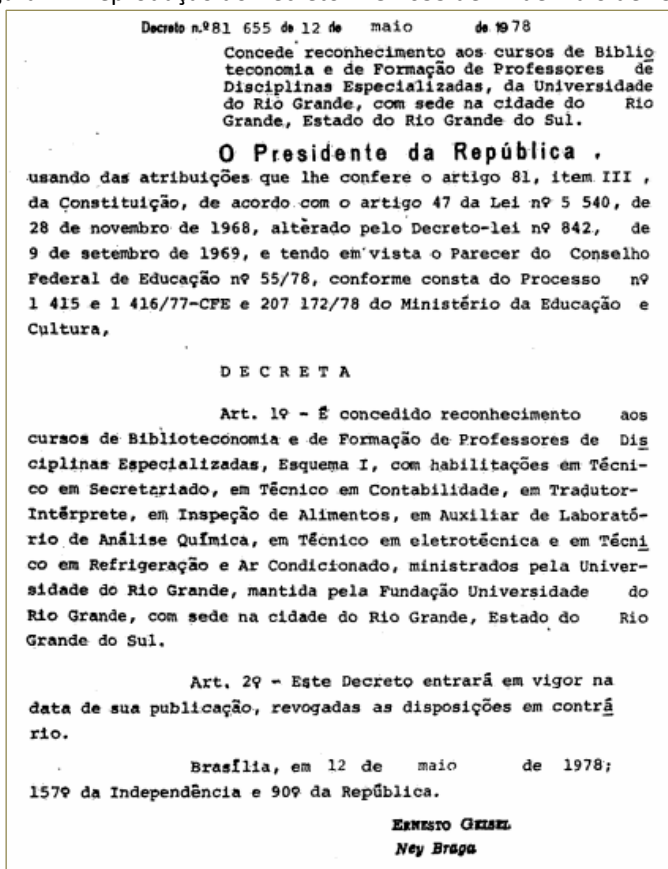 Decreto n.º 81 655 de 12 de maio de 1978
Concede reconhecimento aos cursos de Biblio
teconomia e de Formação de Professores de
Disciplinas Especializadas, da Universidade
do Rio Grande, com sede na cidade do Rio
Grande, Estado do Rio Grande do Sul.
O Presidente da República ,
usando das atribuições que lhe confere o artigo 81, item III ,
da Constituição, de acordo com o artigo 47 da Lei nº 5 540, de
28 de novembro de 1968, alterado pelo Decreto-lei nº 842, de
9 de setembro de 1969, e tendo em vista o Parecer do Conselho
Federal de Educação nº 55/78, conforme consta do Processo nº
1 415 e 1 416/77-CFE e 207 172/78 do Ministério da Educação e
Cultura,
D E C R E T A
Art. 1º - É concedido reconhecimento aos
cursos de Biblioteconomia e de Formação de Professores de Dis
ciplinas Especializadas, Esquema I, com habilitações em Técni-
co em Secretariado, em Técnico em Contabilidade, em Tradutor-
Intérprete, em Inspeção de Alimentos, em Auxiliar de Laborató-
rio de Análise Química, em Técnico em eletrotécnica e em Técni
co em Refrigeração e Ar Condicionado, ministrados pela Univer-
sidade do Rio Grande, mantida pela Fundação Universidade do
Rio Grande, com sede na cidade do Rio Grande, Estado do Rio
Grande do Sul.
Art. 2º - Este Decreto entrará em vigor na
data de sua publicação, revogadas as disposições em contrá
rio.
Brasília, em 12 de maio de 1978;
157º da Independência e 90º da República.
ERNESTO GEISEL
Ney Braga